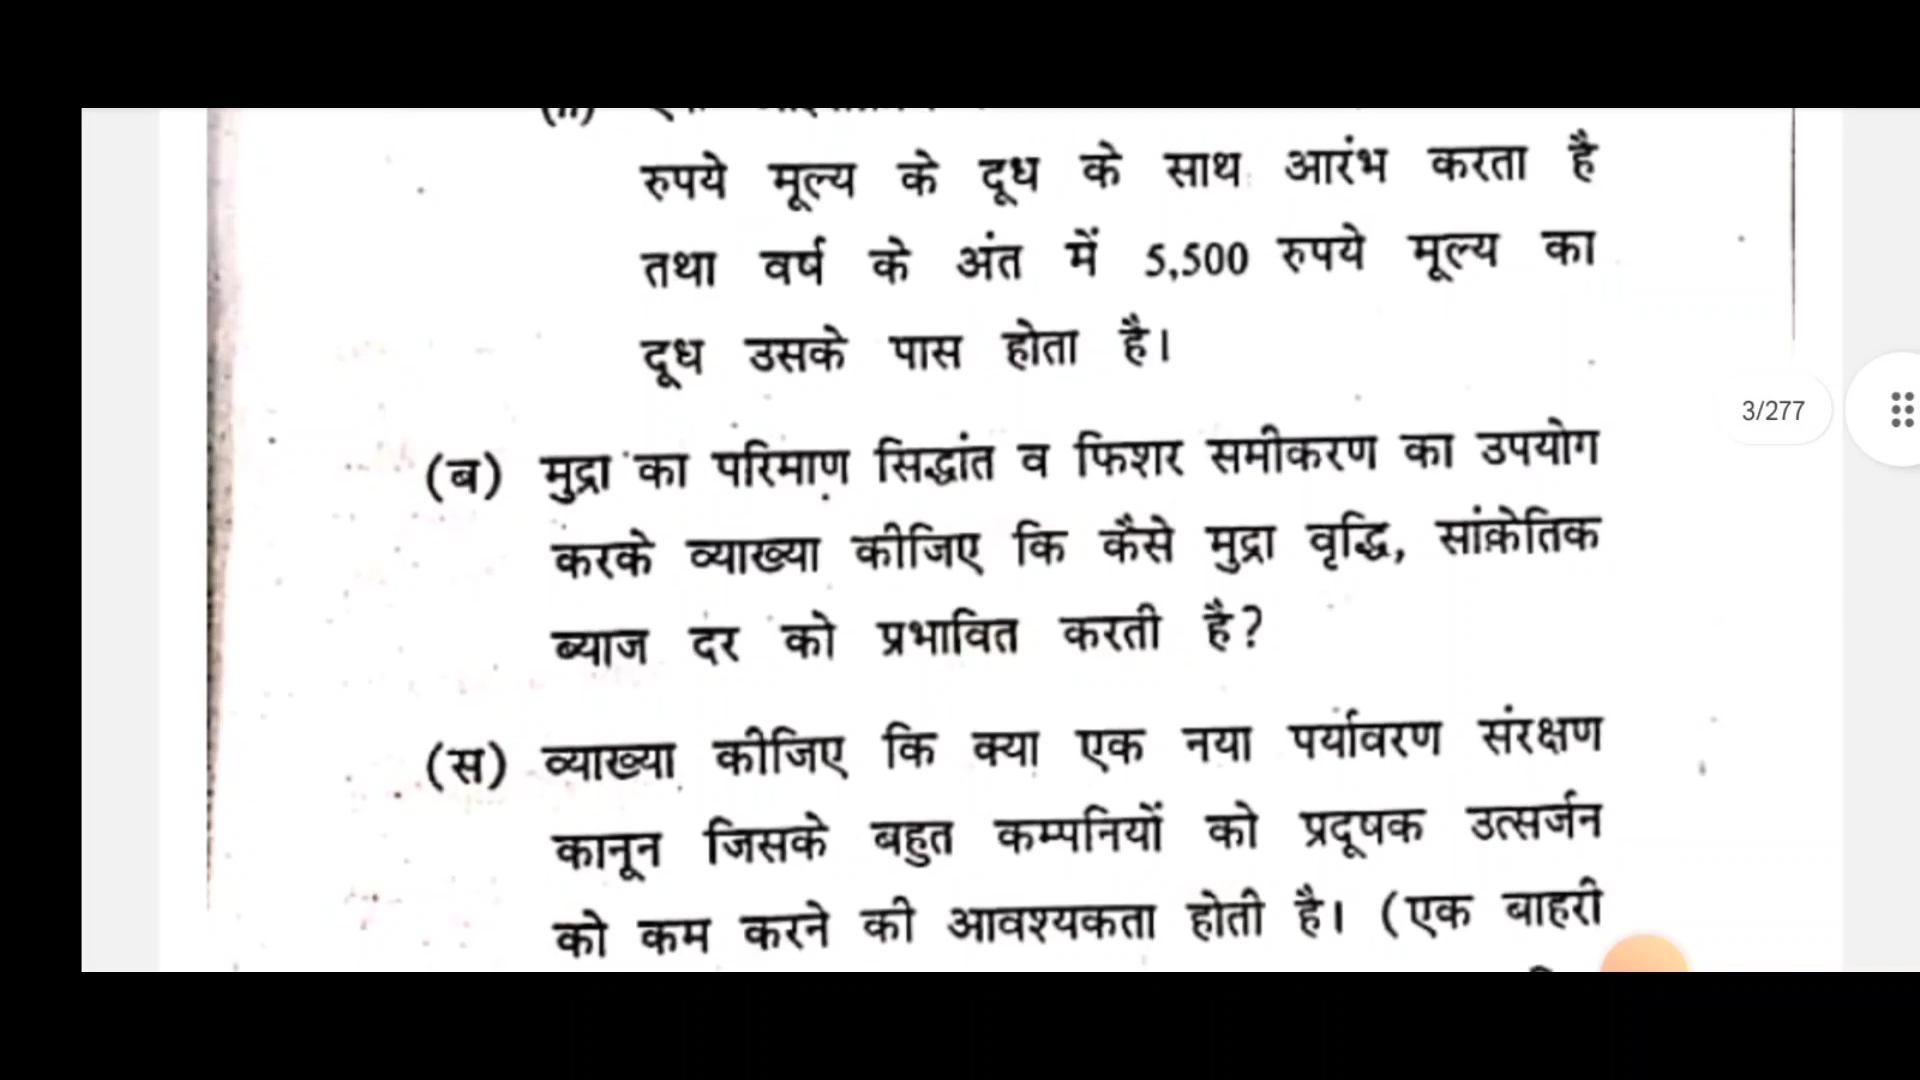 रुपये मूल्य के दूध के साथ आरंभ करता है
तथा वर्ष के अंत में 5,500 रुपये मूल्य का
दूध उसके पास होता है।
3/277
(ब) मुद्रा का परिमाण सिद्धांत व फिशर समीकरण का उपयोग
करके व्याख्या कीजिए कि कैसे मुद्रा वृद्धि, सांकेतिक
ब्याज दर को प्रभावित करती है?
(स) व्याख्या कीजिए कि क्या एक नया पर्यावरण संरक्षण
कानून जिसके बहुत कम्पनियों को प्रदूषक उत्सर्जन
को कम करने की आवश्यकता होती है। (एक बाहरी